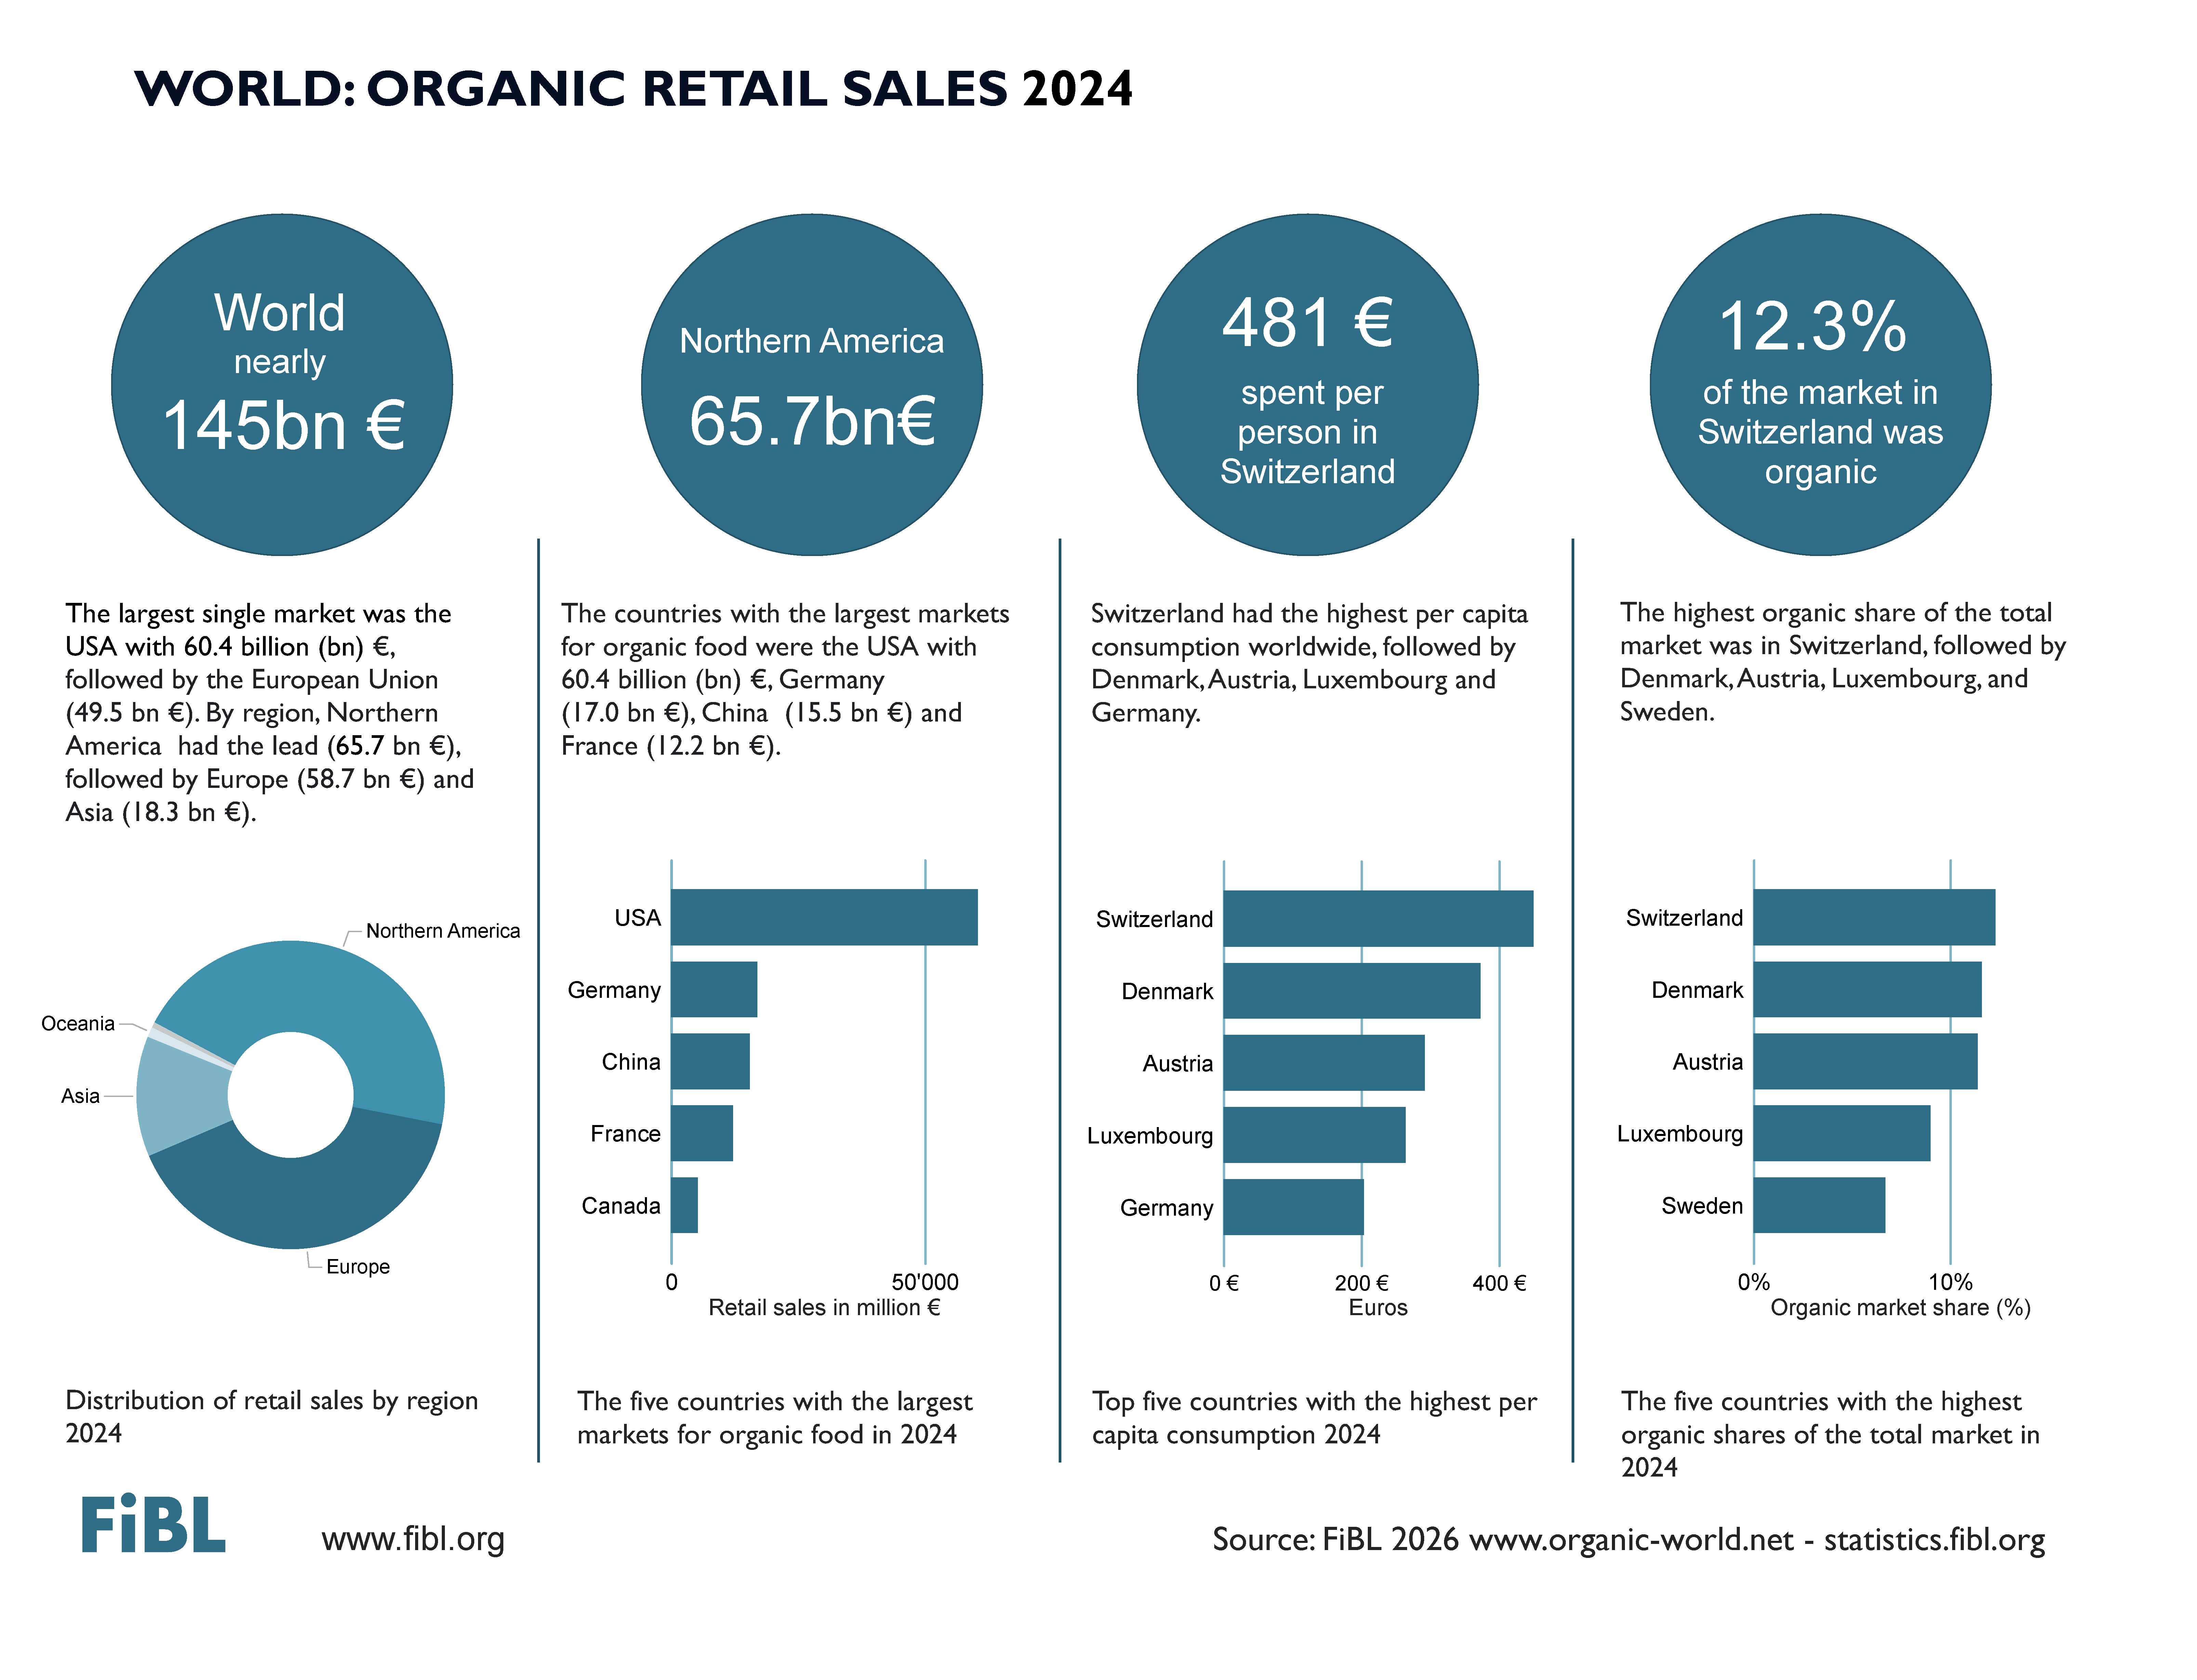 WORLD: ORGANIC RETAIL SALES 2024
World
nearly
145bn €
Northern America
65.7bn€
481 €
spent per
person in
Switzerland
12.3%
of the market in
Switzerland was
organic
The largest single market was the
USA with 60.4 billion (bn) €,
followed by the European Union
(49.5 bn €). By region, Northern
America had the lead (65.7 bn €),
followed by Europe (58.7 bn €) and
Asia (18.3 bn €).
Northern America
Oceania
Asia
Europe
Distribution of retail sales by region
2024
The countries with the largest markets
for organic food were the USA with
60.4 billion (bn) €, Germany
(17.0 bn €), China (15.5 bn €) and
France (12.2 bn €).
USA
Germany
China
France
Canada
0 50'000
Retail sales in million €
The five countries with the largest
markets for organic food in 2024
Switzerland had the highest per capita
consumption worldwide, followed by
Denmark, Austria, Luxembourg and
Germany.
Switzerland
Denmark
Austria
Luxembourg
Germany
0 € 200 € 400 €
Euros
Top five countries with the highest per
capita consumption 2024
The highest organic share of the total
market was in Switzerland, followed by
Denmark, Austria, Luxembourg, and
Sweden.
Switzerland
Denmark
Austria
Luxembourg
Sweden
0% 10%
Organic market share (%)
The five countries with the highest
organic shares of the total market in
2024
FiBL
www.fibl.org
Source: FiBL 2026 www.organic-world.net - statistics.fibl.org